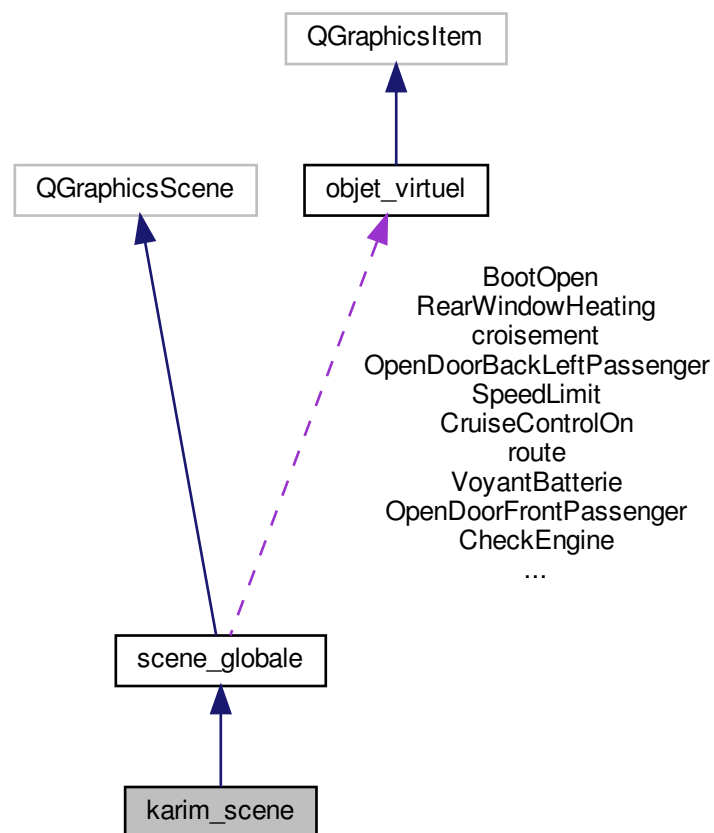 QGraphicsItem
QGraphicsScene
objet_virtuel
BootOpen
RearWindowHeating
croisement
OpenDoorBackLeftPassenger
SpeedLimit
CruiseControlOn
route
VoyantBatterie
OpenDoorFrontPassenger
CheckEngine
...
scene_globale
karim_scene